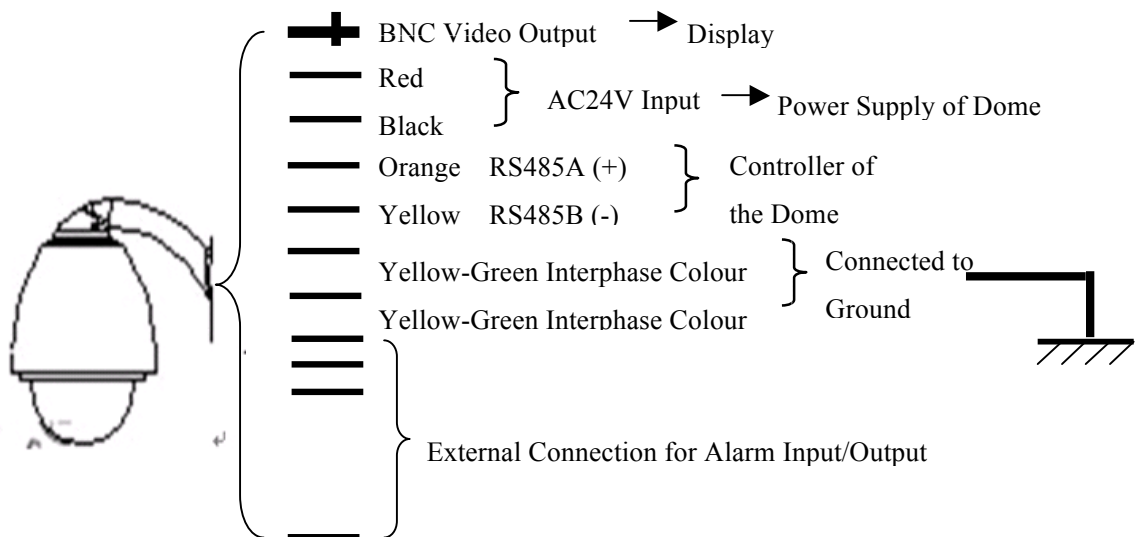 BNC Video Output Display
Red
AC24V Input Power Supply of Dome
Black
Orange RS485A (+) Controller of
Yellow RS485B (-) the Dome
Yellow-Green Interphase Colour Connected to
Yellow-Green Interphase Colour Ground
External Connection for Alarm Input/Output